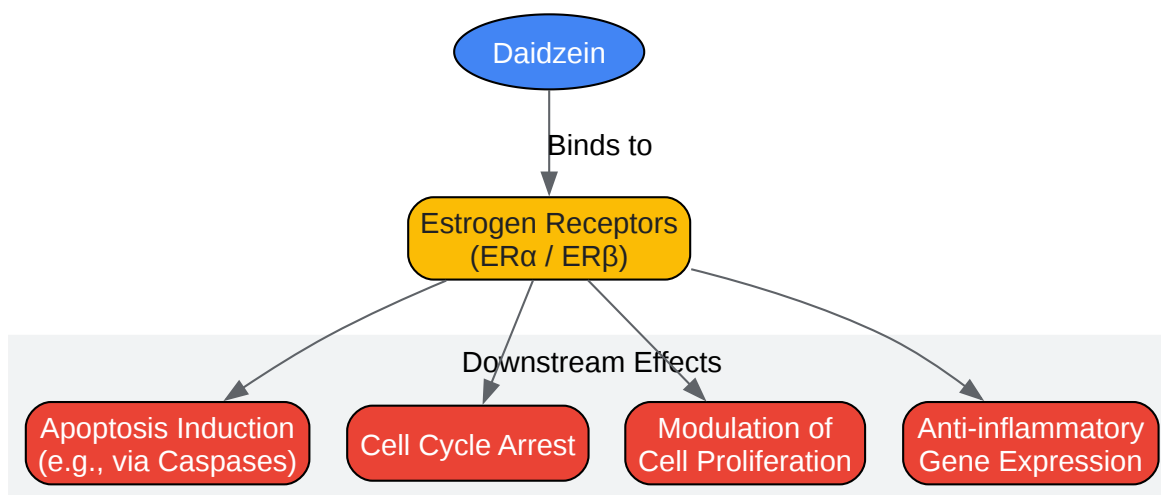 Daidzein
Binds to
Estrogen Receptors
(ERα / ERβ)
Downstream Effects
Apoptosis Induction
(e.g., via Caspases)
Cell Cycle Arrest
Modulation of
Cell Proliferation
Anti-inflammatory
Gene Expression